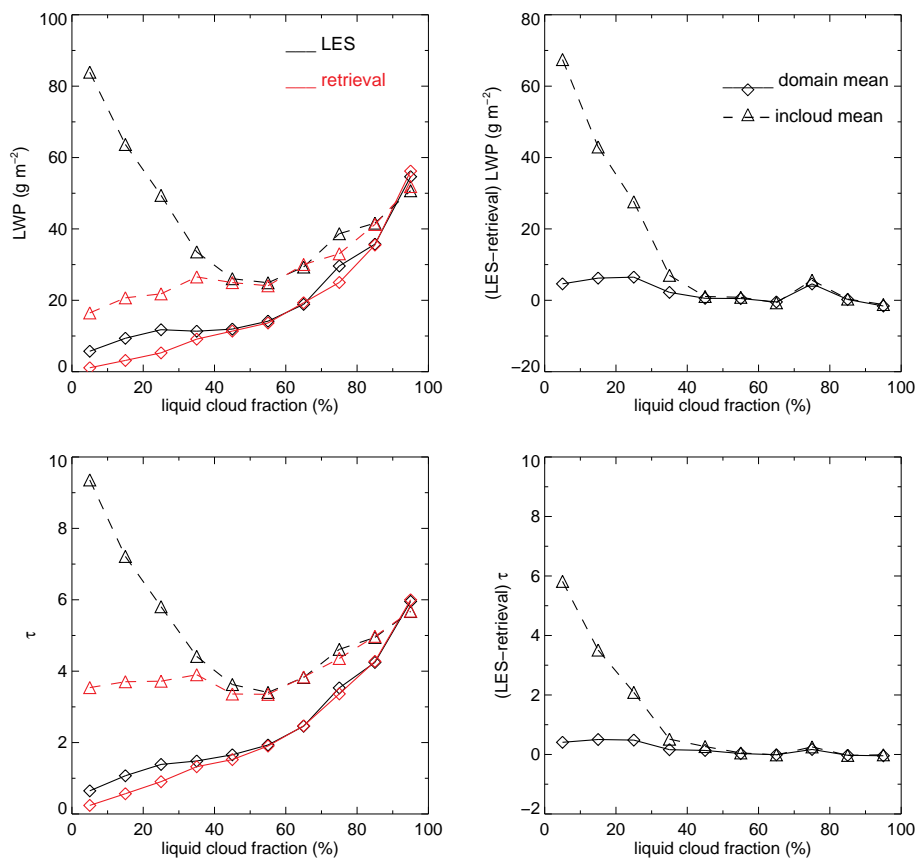 100
80
60
40
20
0
LWP (g m−2)
LES
retrieval
0 20 40 60 80 100
liquid cloud fraction (%)
80
60
40
20
0
−20
(LES−retrieval) LWP (g m−2)
domain mean
incloud mean
0 20 40 60 80 100
liquid cloud fraction (%)
10
8
6
4
2
0
τ
0 20 40 60 80 100
liquid cloud fraction (%)
10
8
6
4
2
0
−2
(LES−retrieval) τ
0 20 40 60 80 100
liquid cloud fraction (%)